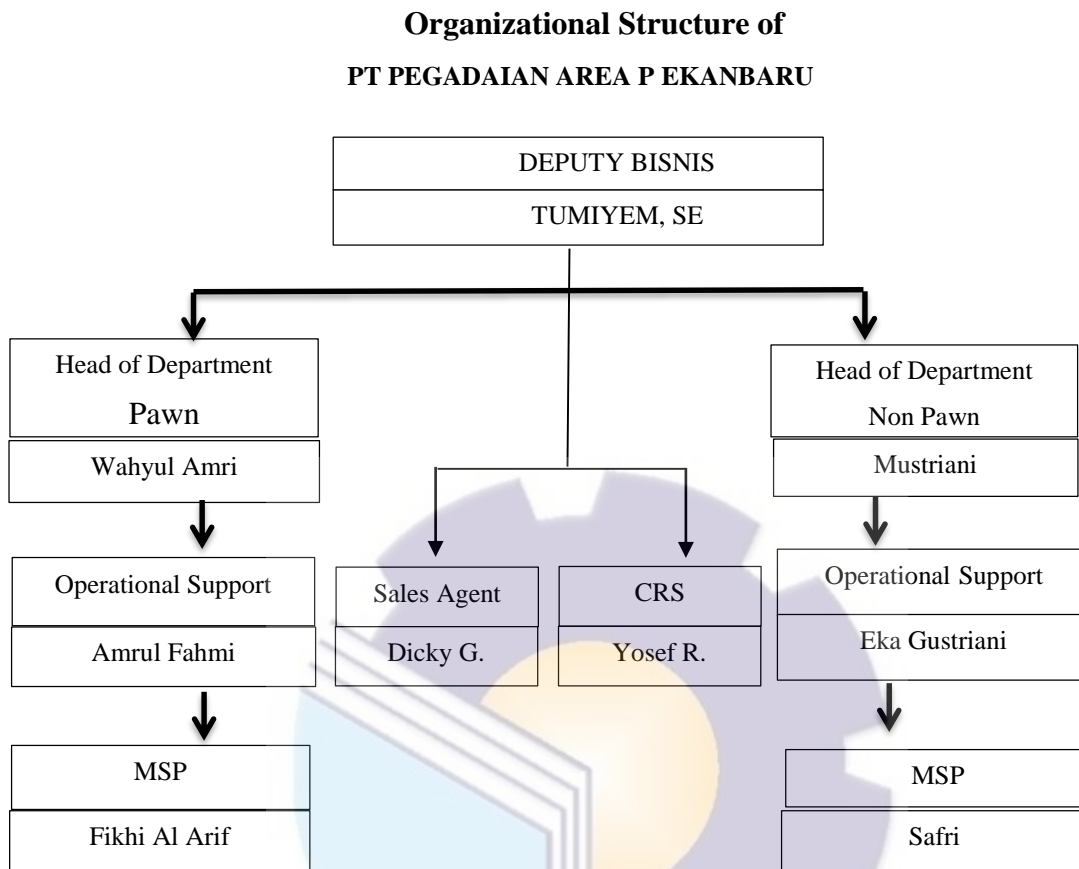 Organizational Structure of
PT PEGADAIAN AREA P EKANBARU
DEPUTY BISNIS
TUMIYEM, SE
Head of Department
Pawn
Wahyul Amri
Head of Department
Non Pawn
Mustriani
Operational Support
Amrul Fahmi
Sales Agent
Dicky G.
CRS
Yosef R.
Operational Support
Eka Gustriani
MSP
Fikhi Al Arif
MSP
Safri